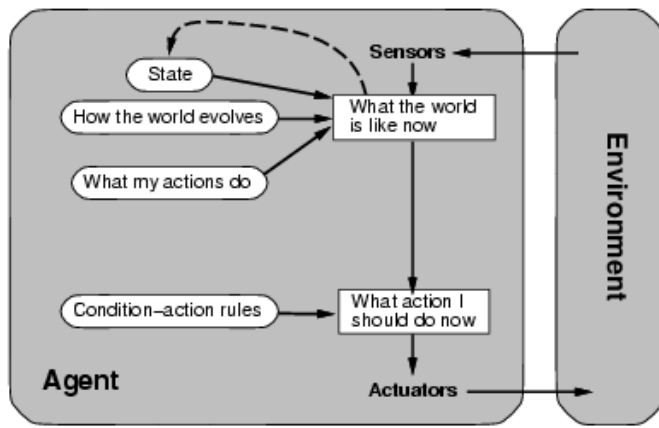 Sensors
State
What the world
is like now
How the world evolves
What my actions do
Environment
Condition–action rules
What action I
should do now
Agent
Actuators